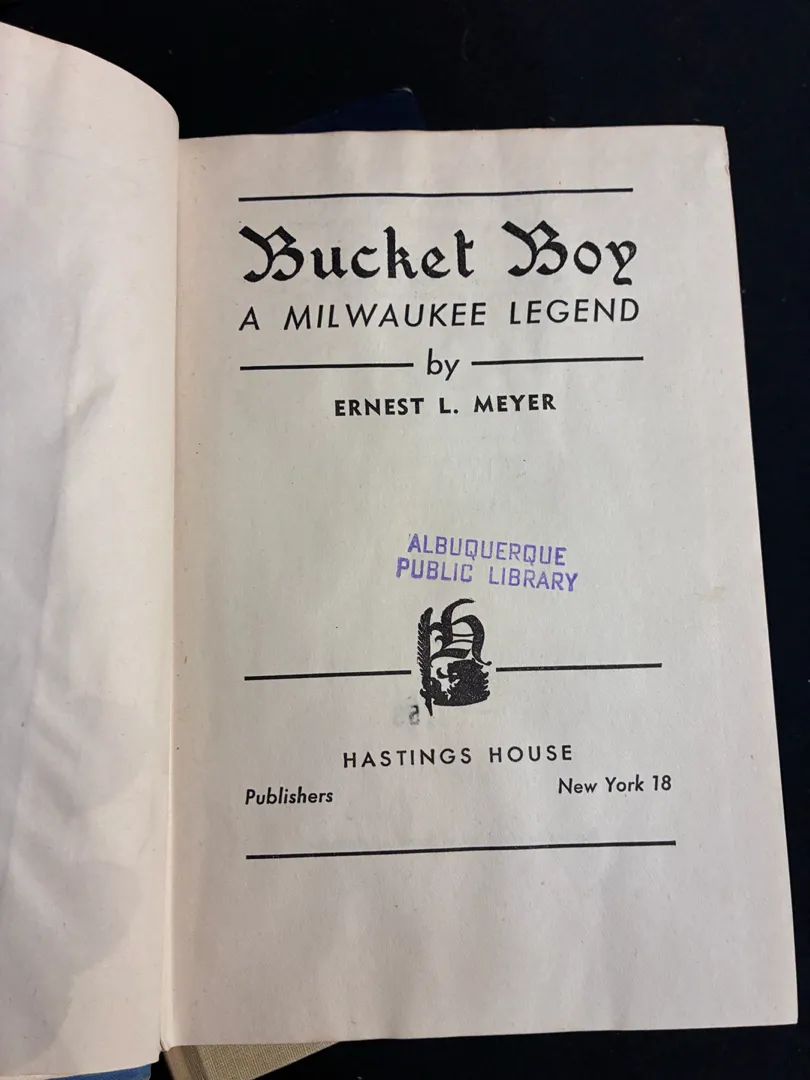 Bucket Boy
A MILWAUKEE LEGEND
by
ERNEST L. MEYER
ALBUQUERQUE
PUBLIC LIBRARY
H
HASTINGS HOUSE
Publishers New York 18